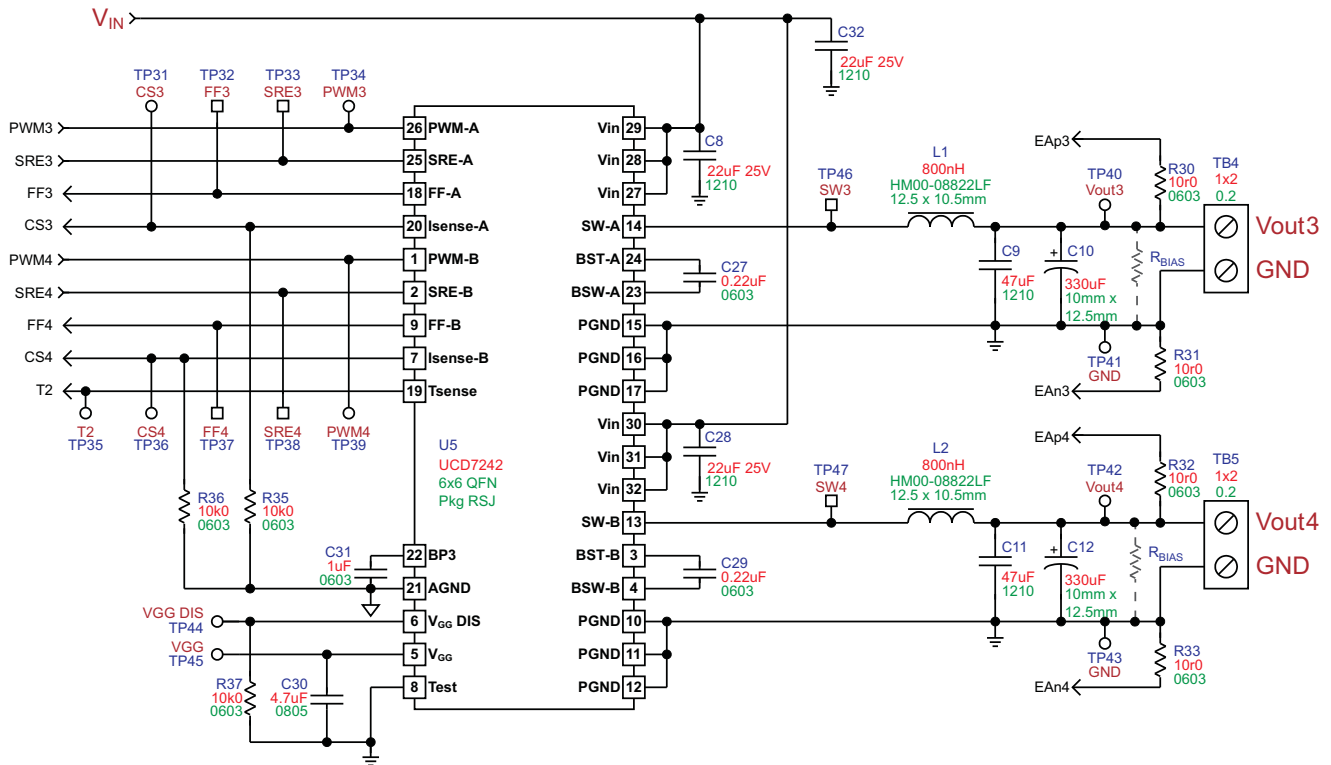 VIN
C32
22uF 25V
1210
TP31
CS3
TP32
FF3
TP33
SRE3
TP34
PWM3
PWM3
SRE3
FF3
CS3
PWM4
SRE4
FF4
CS4
T2
T2
TP35
CS4
TP36
FF4
TP37
SRE4
TP38
PWM4
TP39
26 PWM-A
25 SRE-A
18 FF-A
20 Isense-A
1 PWM-B
2 SRE-B
9 FF-B
7 Isense-B
19 Tsense
U5
UCD7242
6x6 QFN
Pkg RSJ
22 BP3
21 AGND
6 VGG DIS
5 VGG
8 Test
Vin 29
Vin 28
Vin 27
SW-A 14
BST-A 24
BSW-A 23
PGND 15
PGND 16
PGND 17
Vin 30
Vin 31
Vin 32
SW-B 13
BST-B 3
BSW-B 4
PGND 10
PGND 11
PGND 12
C8
22uF 25V
1210
C27
0.22uF
0603
C28
22uF 25V
1210
C29
0.22uF
0603
R36
10k0
0603
R35
10k0
0603
C31
1uF
0603
VGG DIS
TP44
VGG
TP45
R37
10k0
0603
C30
4.7uF
0805
TP46
SW3
L1
800nH
HM00-08822LF
12.5 x 10.5mm
C9
47uF
1210
+
C10
330uF
10mm x
12.5mm
TP40
Vout3
RBIAS
EAp3
R30
10r0
0603
TB4
1x2
0.2
Vout3
GND
TP41
GND
R31
10r0
0603
EAn3
TP47
SW4
L2
800nH
HM00-08822LF
12.5 x 10.5mm
C11
47uF
1210
+
C12
330uF
10mm x
12.5mm
TP42
Vout4
RBIAS
EAp4
R32
10r0
0603
TB5
1x2
0.2
Vout4
GND
TP43
GND
R33
10r0
0603
EAn4